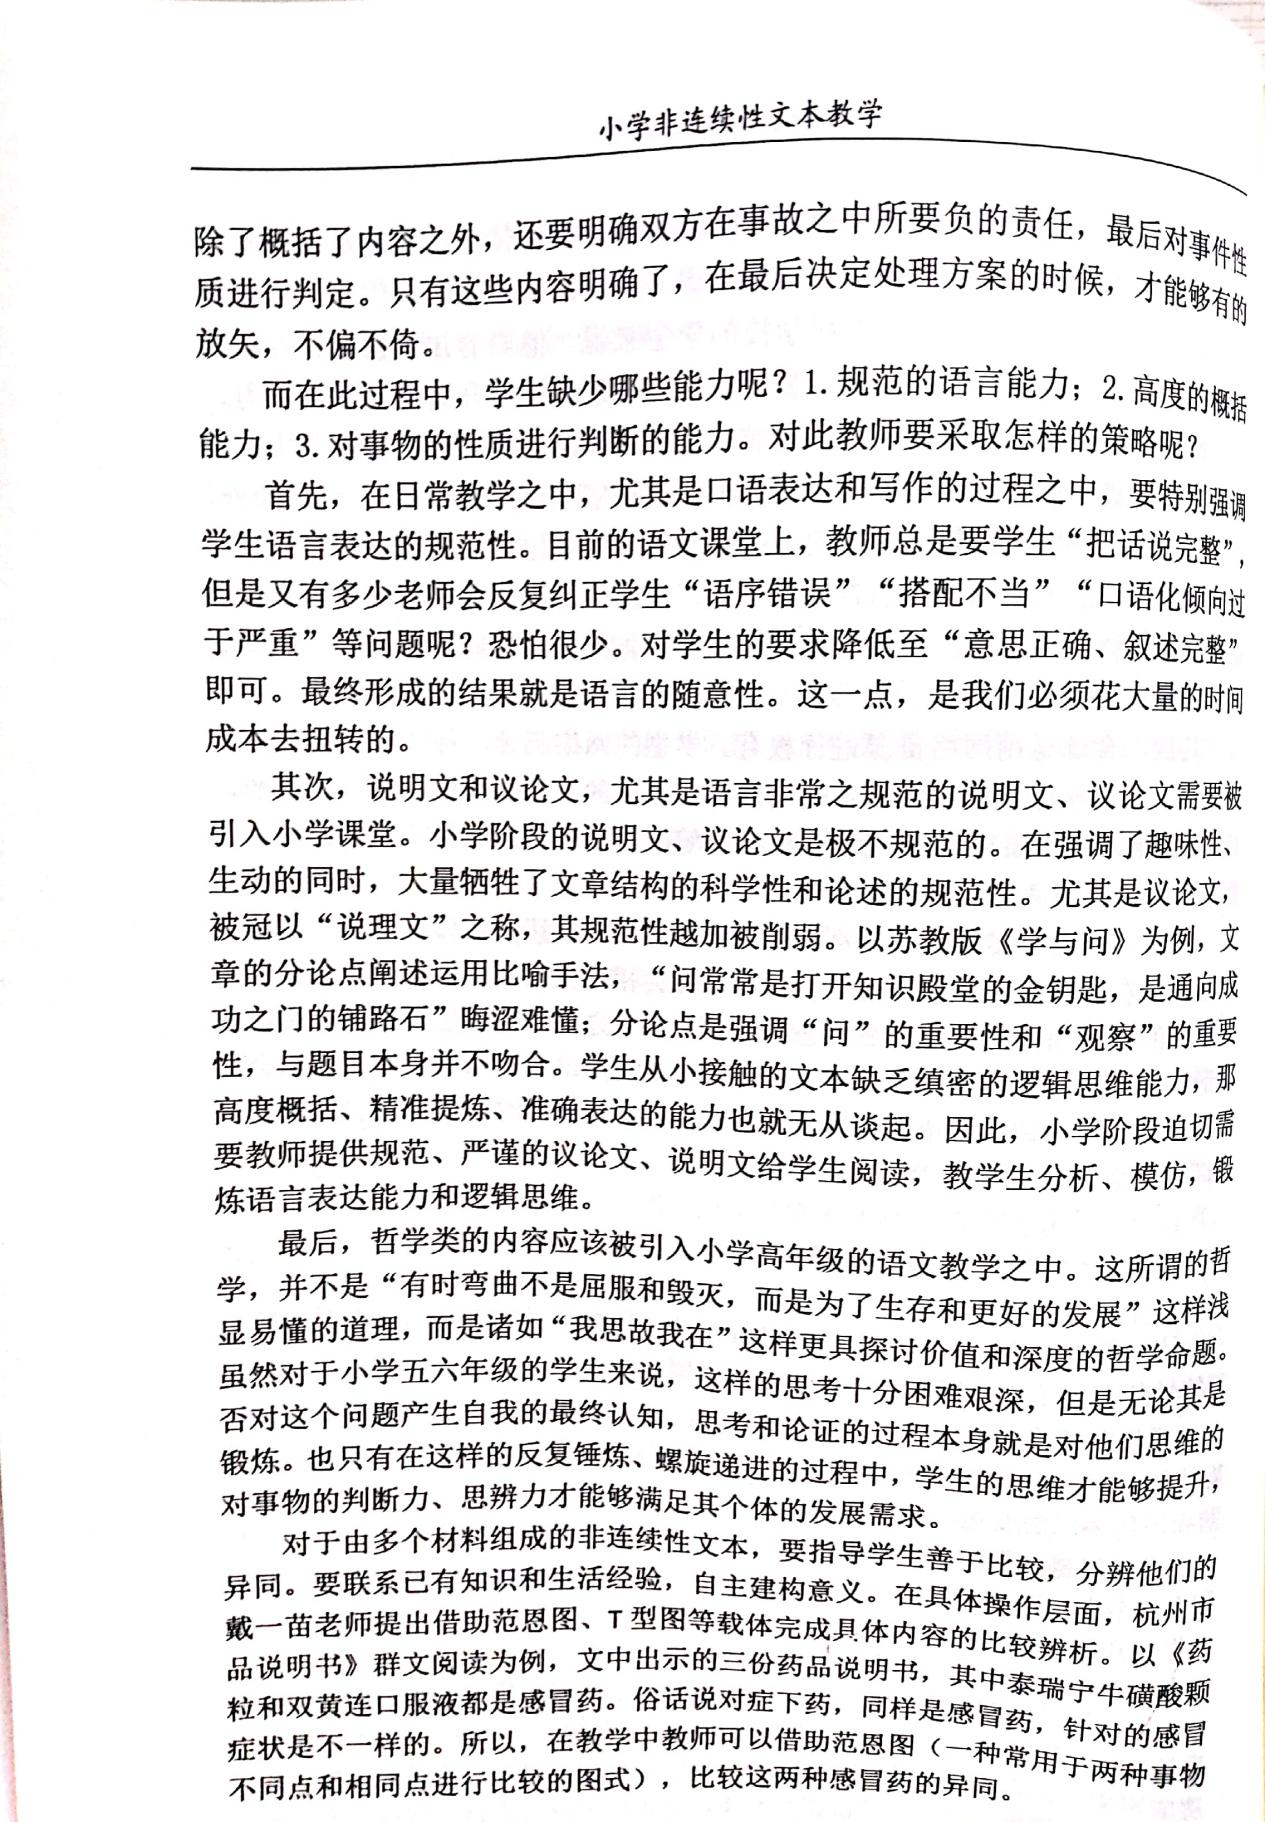 小学非连续性文本教学
除了概括了内容之外，还要明确双方在事故之中所要负的责任，最后对事件性
质进行判定。只有这些内容明确了，在最后决定处理方案的时候，才能够有的
放矢，不偏不倚。
而在此过程中，学生缺少哪些能力呢？1.规范的语言能力；2.高度的概括
能力；3.对事物的性质进行判断的能力。对此教师要采取怎样的策略呢？
首先，在日常教学之中，尤其是口语表达和写作的过程之中，要特别强调
学生语言表达的规范性。目前的语文课堂上，教师总是要学生“把话说完整”，
但是又有多少老师会反复纠正学生“语序错误”“搭配不当”“口语化倾向过
于严重”等问题呢？恐怕很少。对学生的要求降低至“意思正确、叙述完整”
即可。最终形成的结果就是语言的随意性。这一点，是我们必须花大量的时间
成本去扭转的。
其次，说明文和议论文，尤其是语言非常之规范的说明文、议论文需要被
引入小学课堂。小学阶段的说明文、议论文是极不规范的。在强调了趣味性、
生动的同时，大量牺牲了文章结构的科学性和论述的规范性。尤其是议论文，
被冠以“说理文”之称，其规范性越加被削弱。以苏教版《学与问》为例，文
章的分论点阐述运用比喻手法，“问常常是打开知识殿堂的金钥匙，是通向成
功之门的铺路石”晦涩难懂；分论点是强调“问”的重要性和“观察”的重要
性，与题目本身并不吻合。学生从小接触的文本缺乏缜密的逻辑思维能力，那
高度概括、精准提炼、准确表达的能力也就无从谈起。因此，小学阶段迫切需
要教师提供规范、严谨的议论文、说明文给学生阅读，教学生分析、模仿，锻
炼语言表达能力和逻辑思维。
最后，哲学类的内容应该被引入小学高年级的语文教学之中。这所谓的哲
学，并不是“有时弯曲不是屈服和毁灭，而是为了生存和更好的发展”这样浅
显易懂的道理，而是诸如“我思故我在”这样更具探讨价值和深度的哲学命题。
虽然对于小学五六年级的学生来说，这样的思考十分困难艰深，但是无论其是
否对这个问题产生自我的最终认知，思考和论证的过程本身就是对他们思维的
锻炼。也只有在这样的反复锤炼、螺旋递进的过程中，学生的思维才能够提升，
对事物的判断力、思辨力才能够满足其个体的发展需求。
对于由多个材料组成的非连续性文本，要指导学生善于比较，分辨他们的
异同。要联系已有知识和生活经验，自主建构意义。在具体操作层面，杭州市
戴一苗老师提出借助范恩图、T型图等载体完成具体内容的比较辨析。以《药
品说明书》群文阅读为例，文中出示的三份药品说明书，其中泰瑞宁牛磺酸颗
粒和双黄连口服液都是感冒药。俗话说对症下药，同样是感冒药，针对的感冒
症状是不一样的。所以，在教学中教师可以借助范恩图（一种常用于两种事物
不同点和相同点进行比较的图式），比较这两种感冒药的异同。